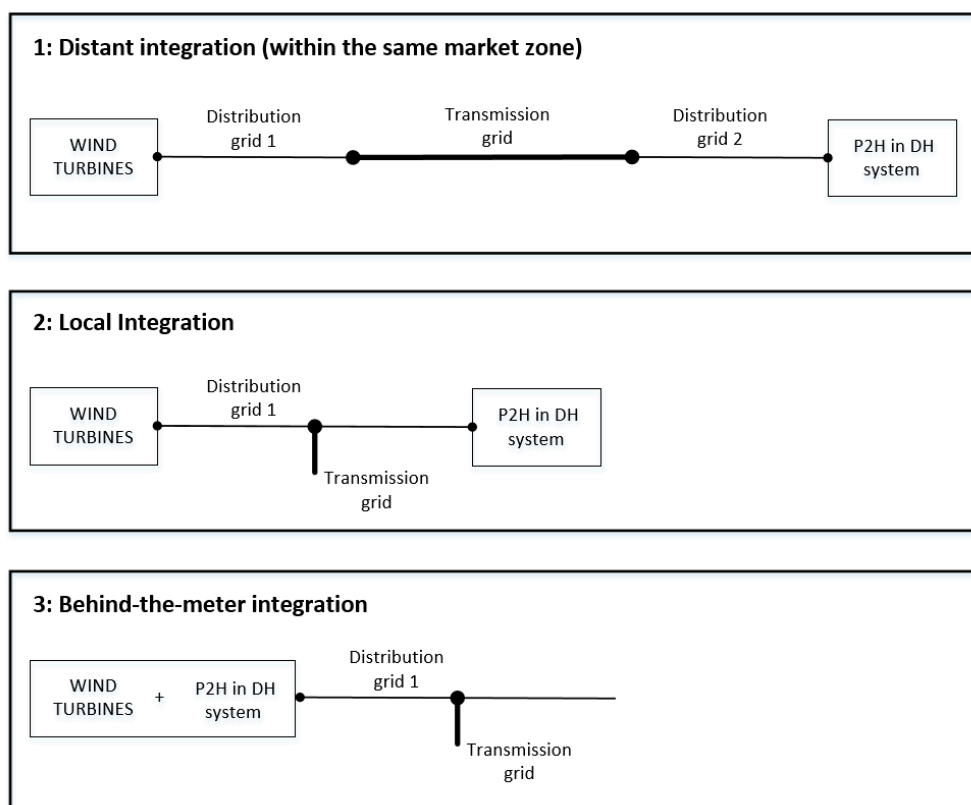 1: Distant integration (within the same market zone)
WIND
TURBINES
Distribution
grid 1
Transmission
grid
Distribution
grid 2
P2H in DH
system
2: Local Integration
WIND
TURBINES
Distribution
grid 1
Transmission
grid
P2H in DH
system
3: Behind-the-meter integration
WIND
TURBINES
+
P2H in DH
system
Distribution
grid 1
Transmission
grid